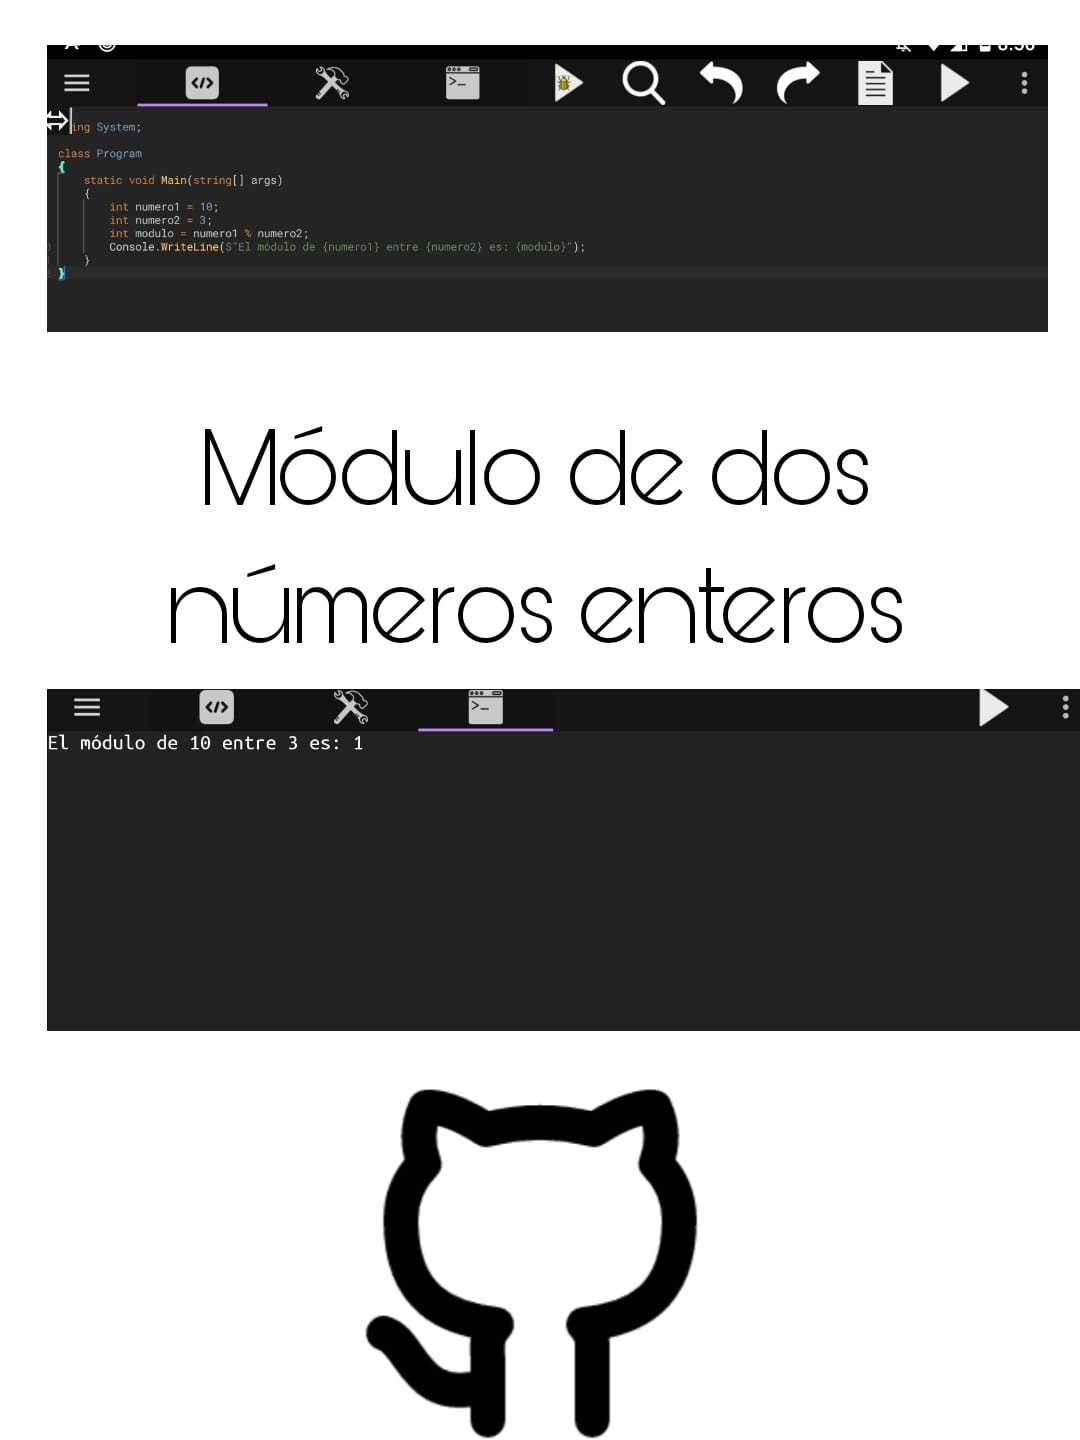 ing System;
class Program
{
static void Main(string[] args)
{
int numero1 = 10;
int numero2 = 3;
int modulo = numero1 % numero2;
Console.WriteLine($"El módulo de {numero1} entre {numero2} es: {modulo}");
}
}
Módulo de dos
números enteros
El módulo de 10 entre 3 es: 1